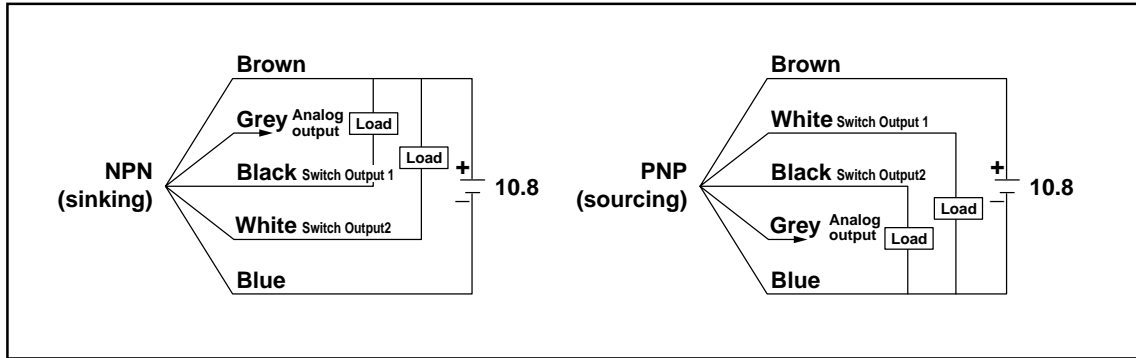 Brown
Grey Analog output
Load
Load
NPN (sinking)
Black Switch Output 1
+
10.8
–
White Switch Output2
Blue
Brown
White Switch Output 1
PNP (sourcing)
Black Switch Output2
+
10.8
–
Load
Grey Analog output
Load
Blue